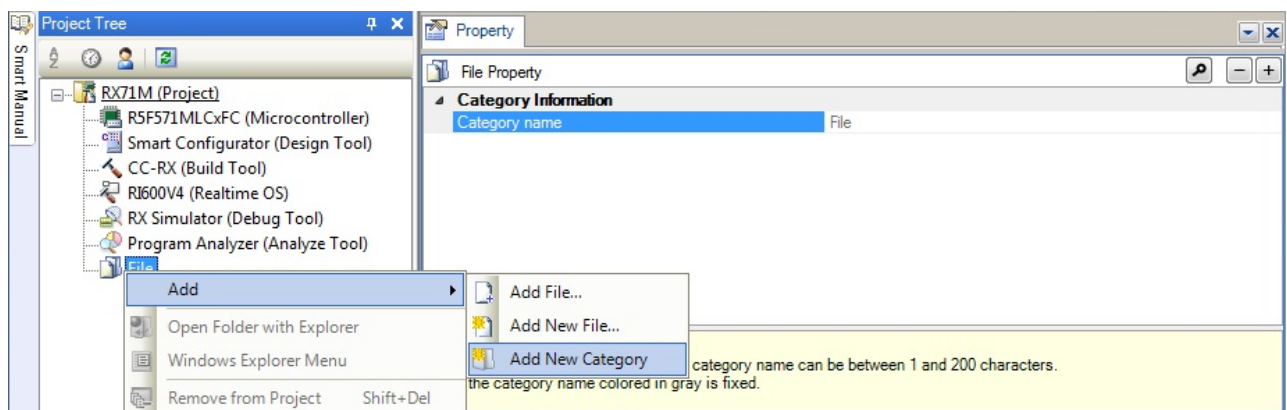 Project Tree
Smart Manual
RX71M (Project)
R5F571MLCxFC (Microcontroller)
Smart Configurator (Design Tool)
CC-RX (Build Tool)
RI600V4 (Realtime OS)
RX Simulator (Debug Tool)
Program Analyzer (Analyze Tool)
File
Add
Open Folder with Explorer
Windows Explorer Menu
Remove from Project Shift+Del
Add File...
Add New File...
Add New Category
Property
File Property
Category Information
Category name File
category name can be between 1 and 200 characters.
the category name colored in gray is fixed.